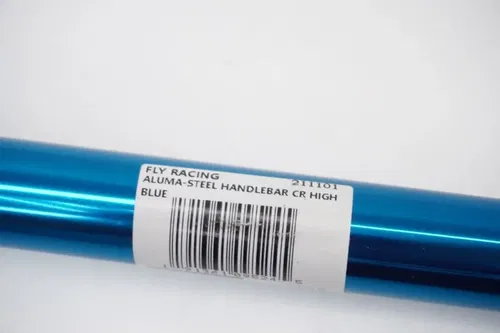 FLY RACING 211101
ALUMA-STEEL HANDLEBAR CR HIGH
BLUE